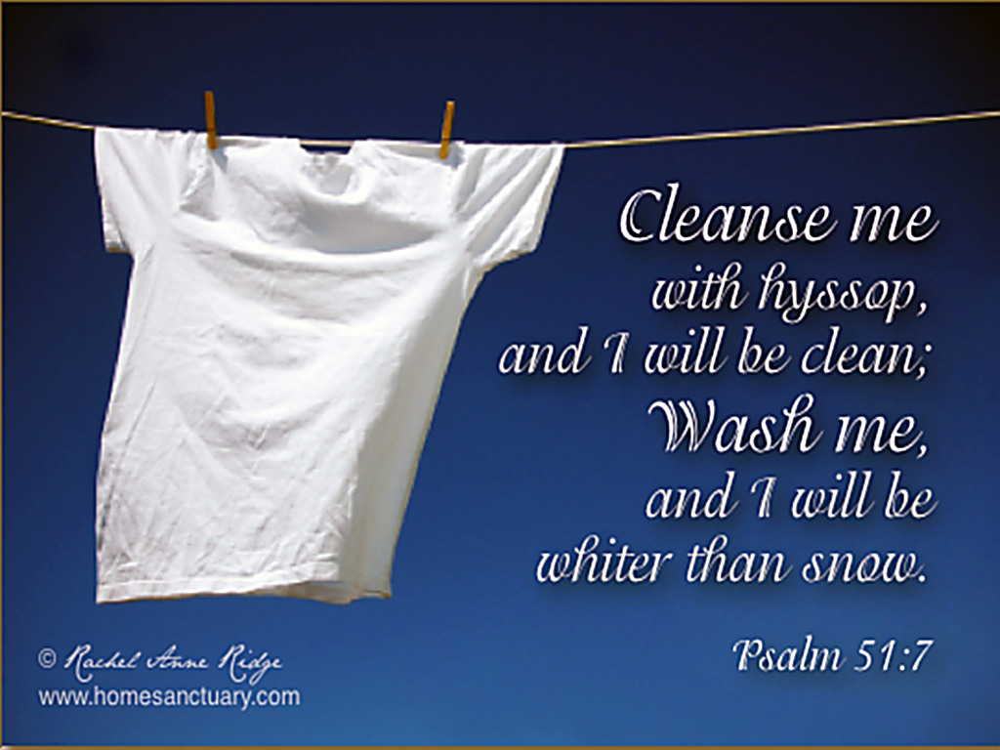 Cleanse me
with hyssop,
and I will be clean;
Wash me,
and I will be
whiter than snow.
Psalm 51:7
© Rachel Anne Ridge
www.homesanctuary.com